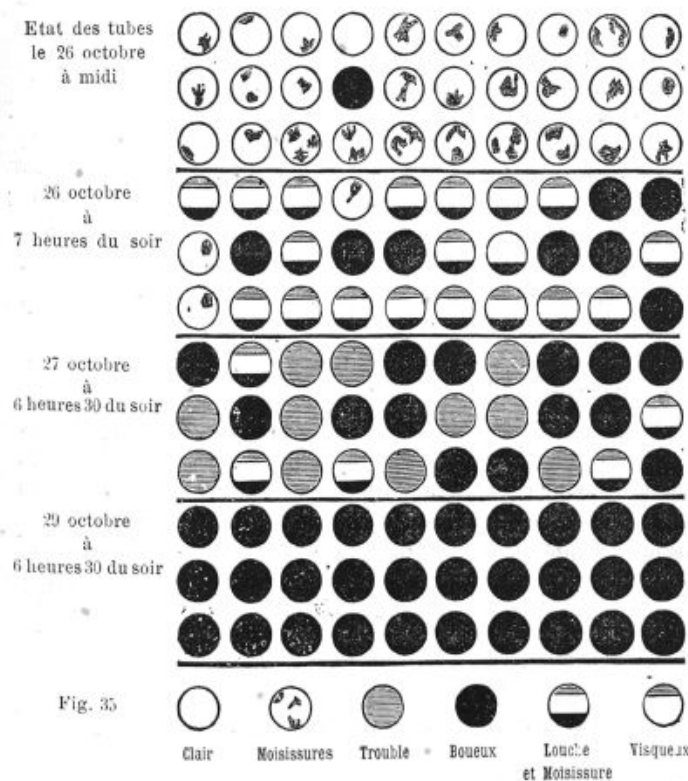 Etat des tubes
le 26 octobre
à midi
26 octobre
à
7 heures du soir
27 octobre
à
6 heures 30 du soir
29 octobre
à
6 heures 30 du soir
Fig. 35
Clair
Moisissures
Trouble
Boueux
Louche
et Moisissure
Visqueux